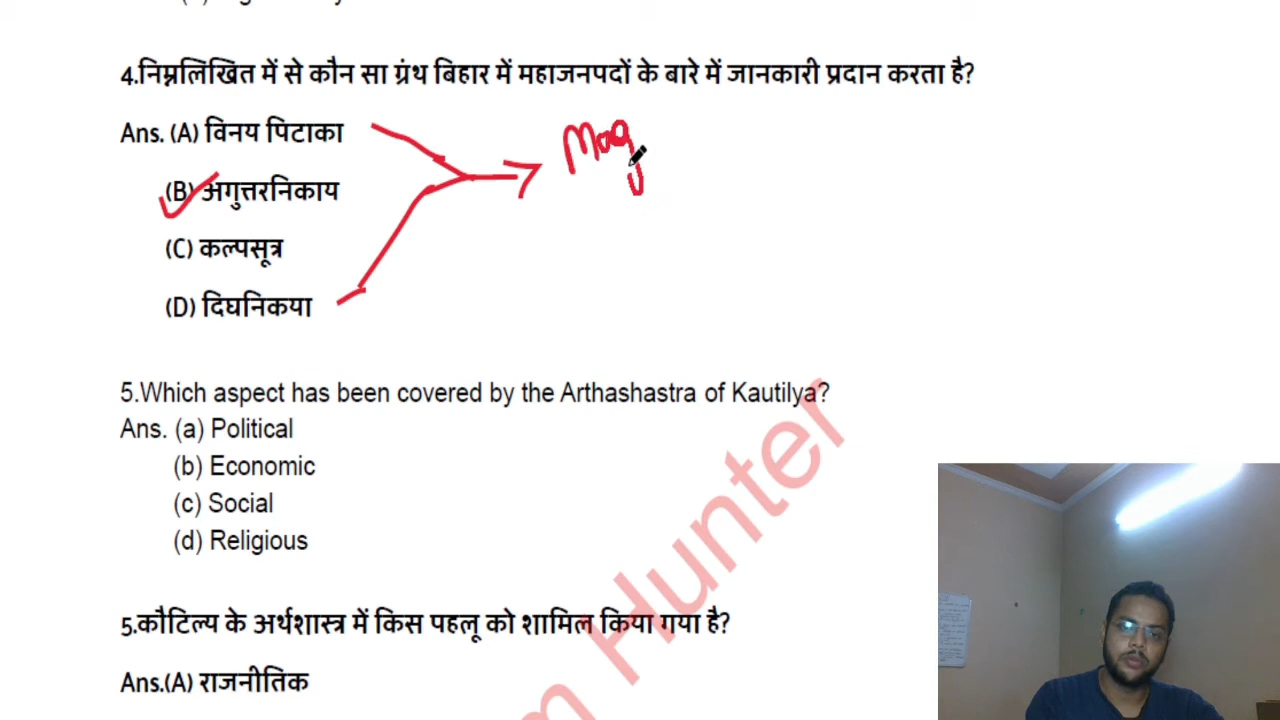 4.निम्नलिखित में से कौन सा ग्रंथ बिहार में महाजनपदों के बारे में जानकारी प्रदान करता है?
Ans. (A) विनय पिटाका
(B) अगुत्तरनिकाय
(C) कल्पसूत्र
(D) दिघनिकया
Mag
5.Which aspect has been covered by the Arthashastra of Kautilya?
Ans. (a) Political
(b) Economic
(c) Social
(d) Religious
Hunter
5.कौटिल्य के अर्थशास्त्र में किस पहलू को शामिल किया गया है?
Ans.(A) राजनीतिक